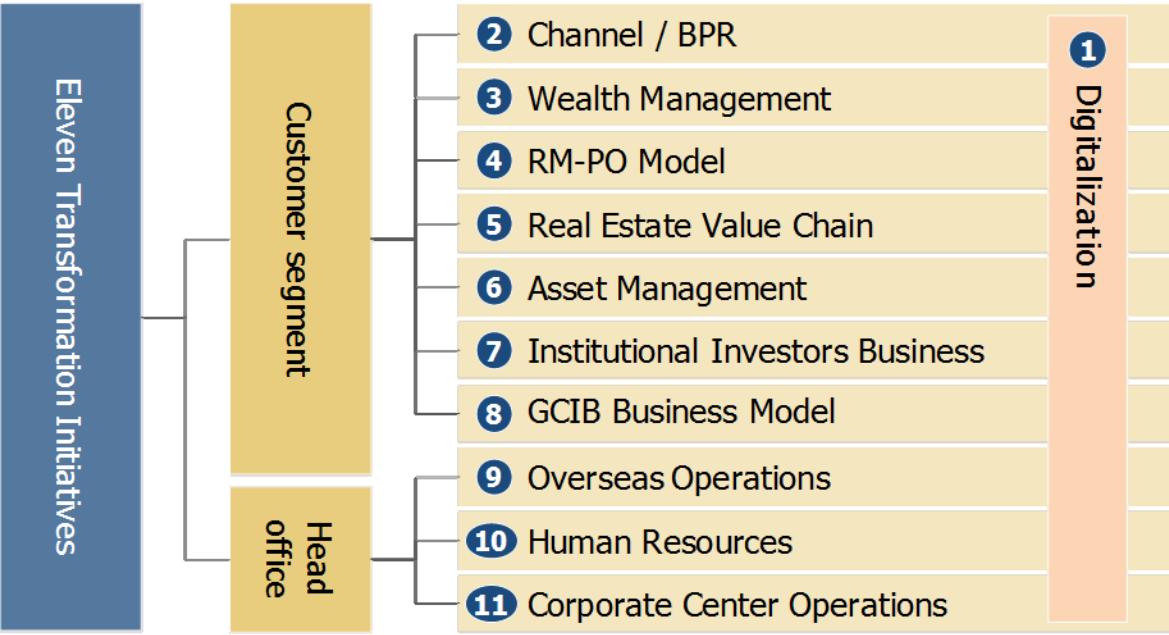 Eleven Transformation Initiatives
Customer segment
Head
office
2 Channel / BPR
3 Wealth Management
4 RM-PO Model
5 Real Estate Value Chain
6 Asset Management
7 Institutional Investors Business
8 GCIB Business Model
9 Overseas Operations
10 Human Resources
11 Corporate Center Operations
1 Digitalization